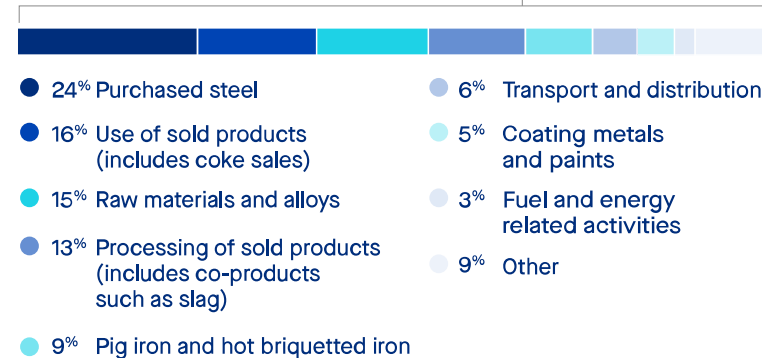 24% Purchased steel
16% Use of sold products
(includes coke sales)
15% Raw materials and alloys
13% Processing of sold products
(includes co-products
such as slag)
9% Pig iron and hot briquetted iron
6% Transport and distribution
5% Coating metals
and paints
3% Fuel and energy
related activities
9% Other